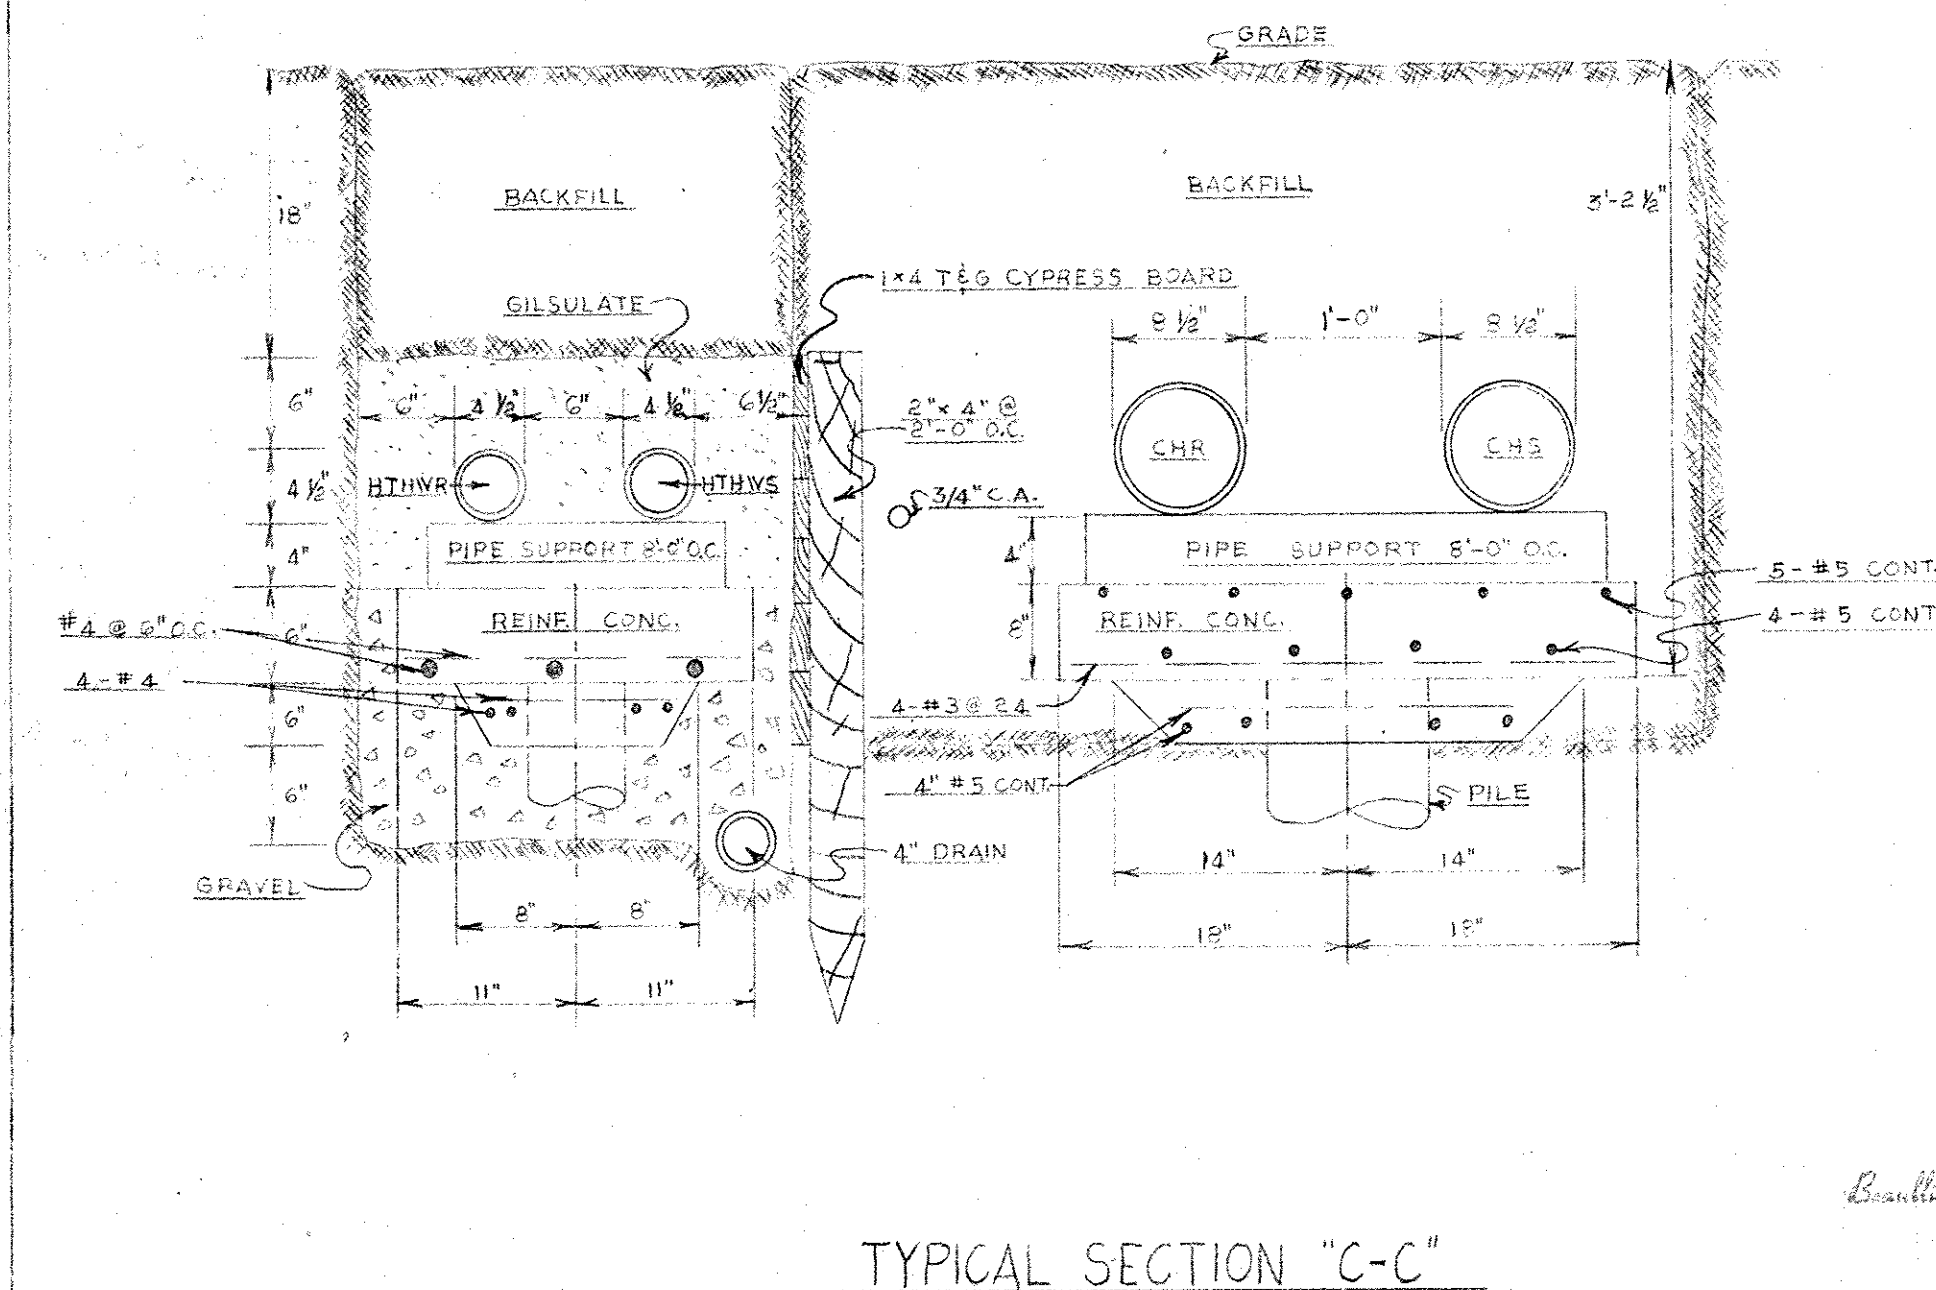 GRADE
18"
BACKFILL
BACKFILL
3'-2 ½"
1×4 T&G CYPRESS BOARD
GILSULATE
8 ½"
1'-0"
8 ½"
6"
6"
4 ½"
6"
4 ½"
6½"
2"× 4" @
2'-0" O.C.
CHR
CHS
4 ½"
HTHWR
HTHWS
3/4" C.A.
4"
PIPE SUPPORT 8'-0" O.C.
4"
PIPE SUPPORT 8'-0" O.C.
5-#5 CONT.
#4 @ 6" O.C.
6"
REINF. CONC.
8"
REINF. CONC.
4-#5 CONT
4-#4
6"
4-#3 @ 24
6"
4" #5 CONT.
PILE
4" DRAIN
14"
14"
GRAVEL
8"
8"
18"
18"
11"
11"
TYPICAL SECTION "C-C"